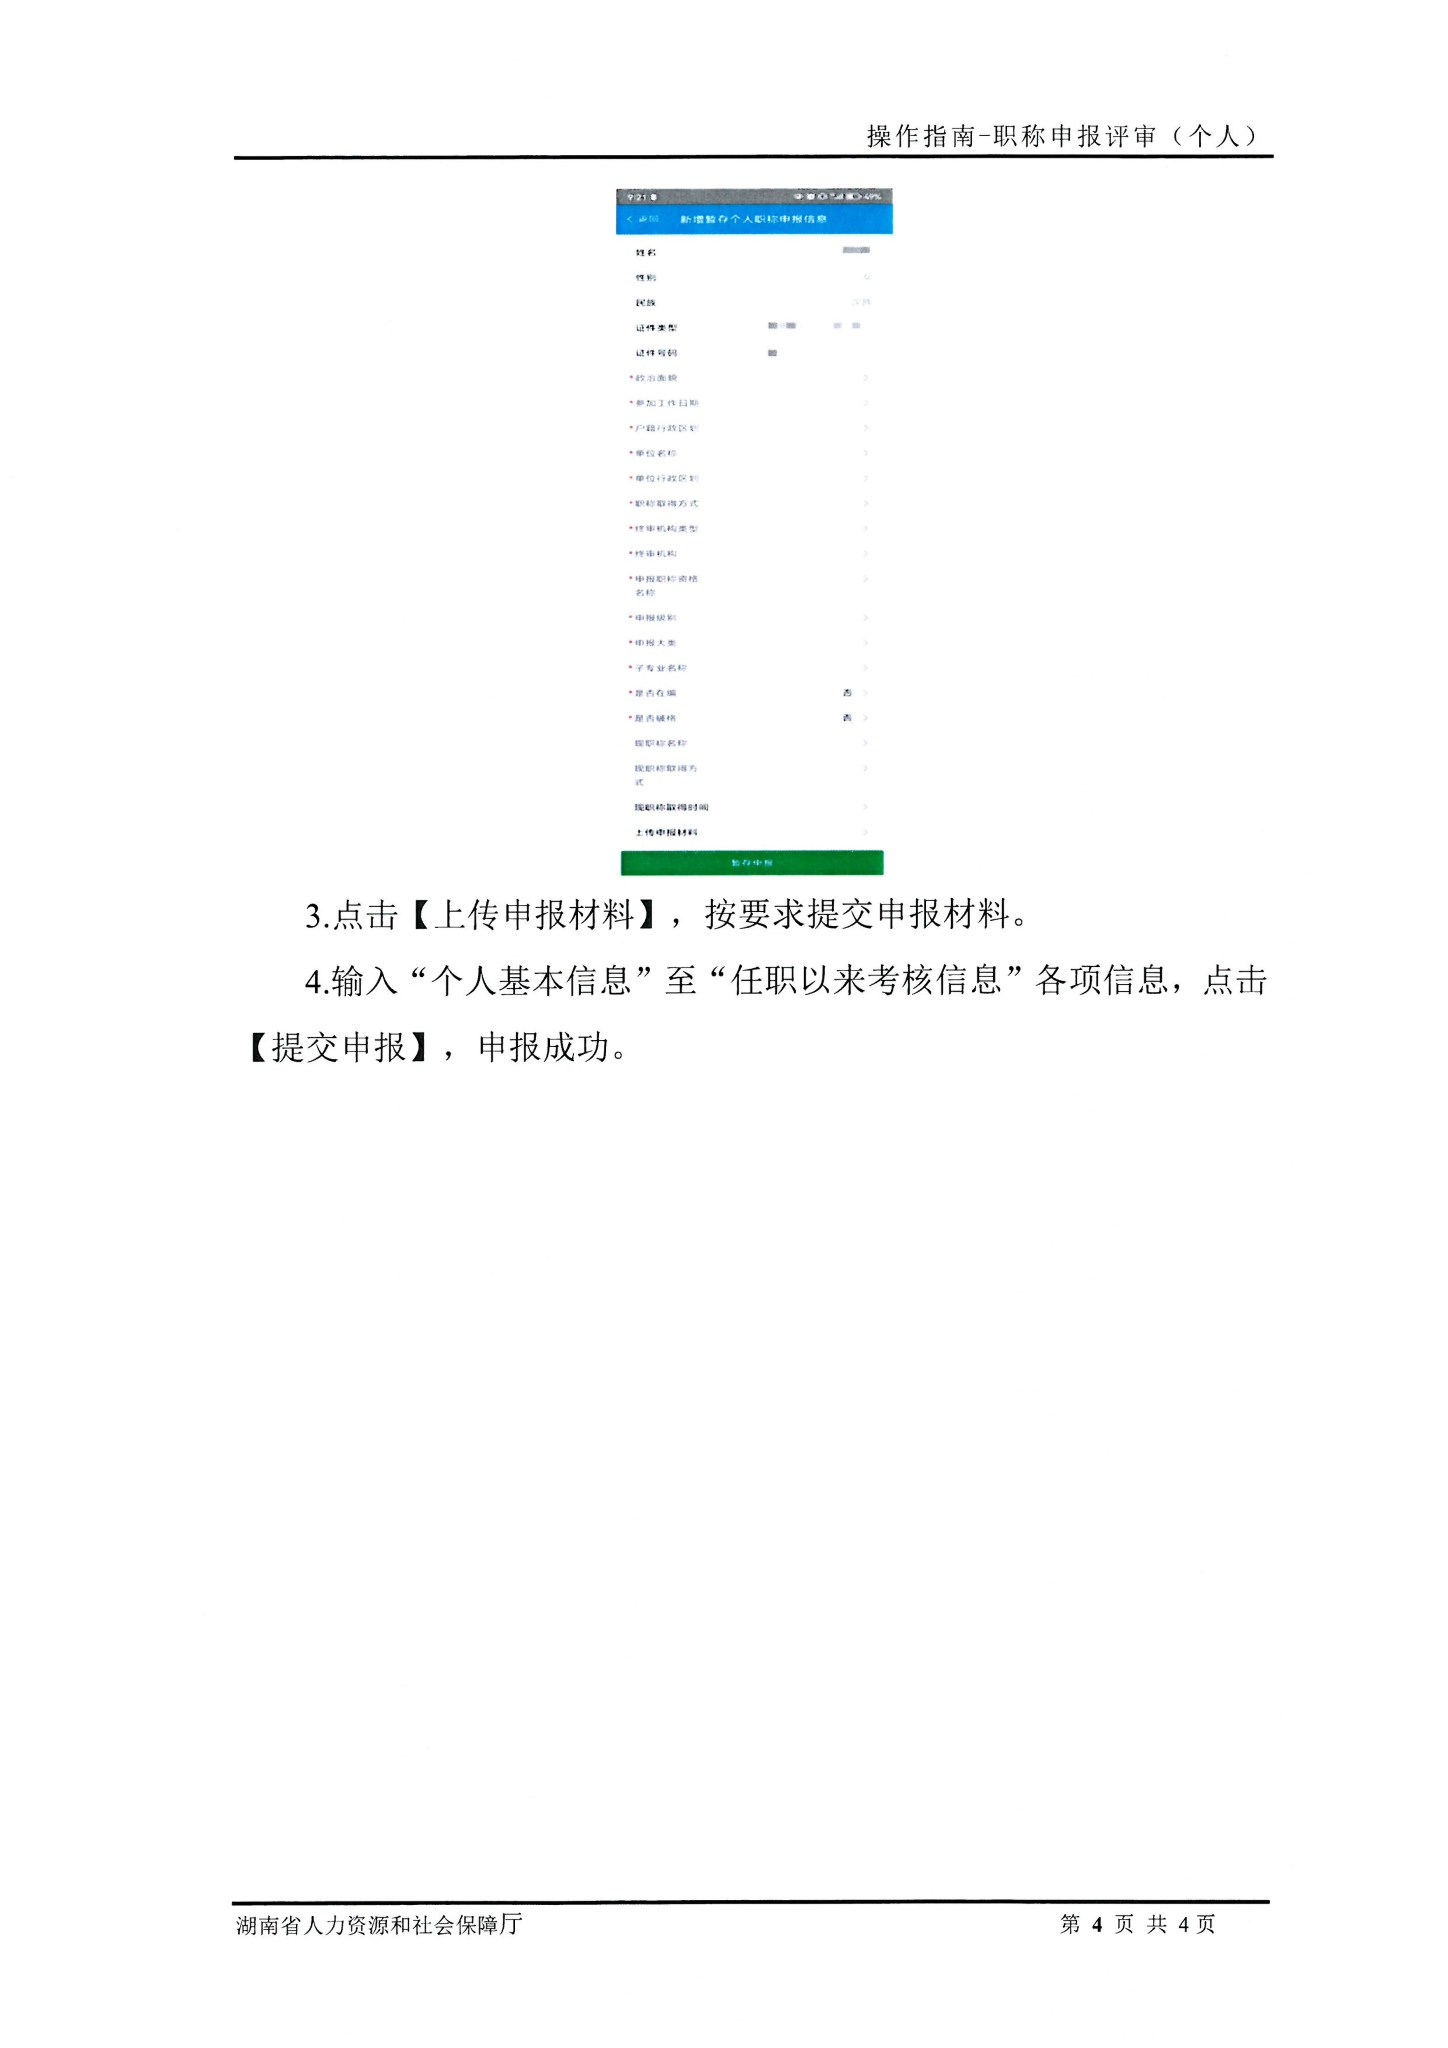 操作指南-职称申报评审（个人）
9:21 49%
< 返回 新增暂存个人职称申报信息
姓名
性别
民族
证件类型
证件号码
*政治面貌
*参加工作日期
*户籍行政区划
*单位名称
*单位行政区划
*职称取得方式
*终审机构类型
*终审机构
*申报职称资格
名称
*申报级别
*申报大类
*子专业名称
*是否在编 否
*是否破格 否
现职称名称
现职称取得方
式
现职称取得时间
上传申报材料
暂存申报
3.点击【上传申报材料】，按要求提交申报材料。
4.输入“个人基本信息”至“任职以来考核信息”各项信息，点击
【提交申报】，申报成功。
湖南省人力资源和社会保障厅 第 4 页 共 4页